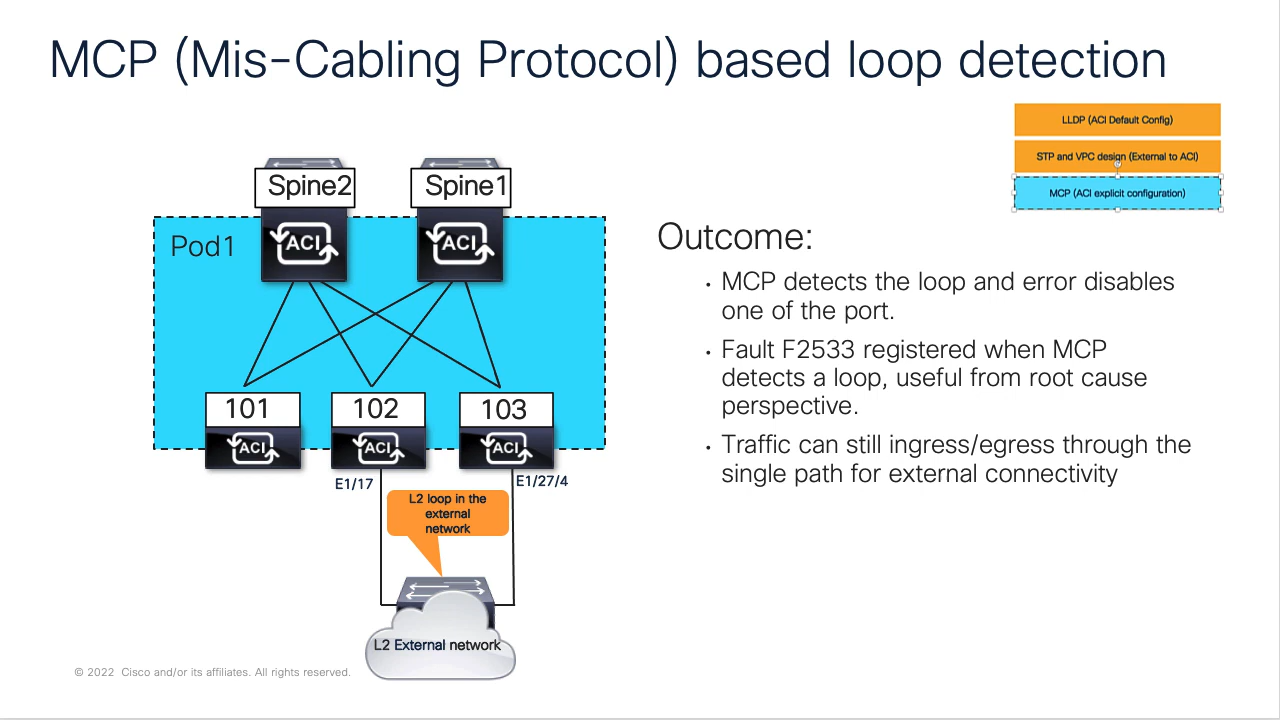 MCP (Mis-Cabling Protocol) based loop detection
LLDP (ACI Default Config)
STP and VPC design (External to ACI)
MCP (ACI explicit configuration)
Spine2
Spine1
Pod1
ACI
ACI
Outcome:
• MCP detects the loop and error disables
one of the port.
• Fault F2533 registered when MCP
detects a loop, useful from root cause
perspective.
• Traffic can still ingress/egress through the
single path for external connectivity
101
102
103
ACI
ACI
ACI
E1/17
E1/27/4
L2 loop in the
external
network
L2 External network
© 2022 Cisco and/or its affiliates. All rights reserved.